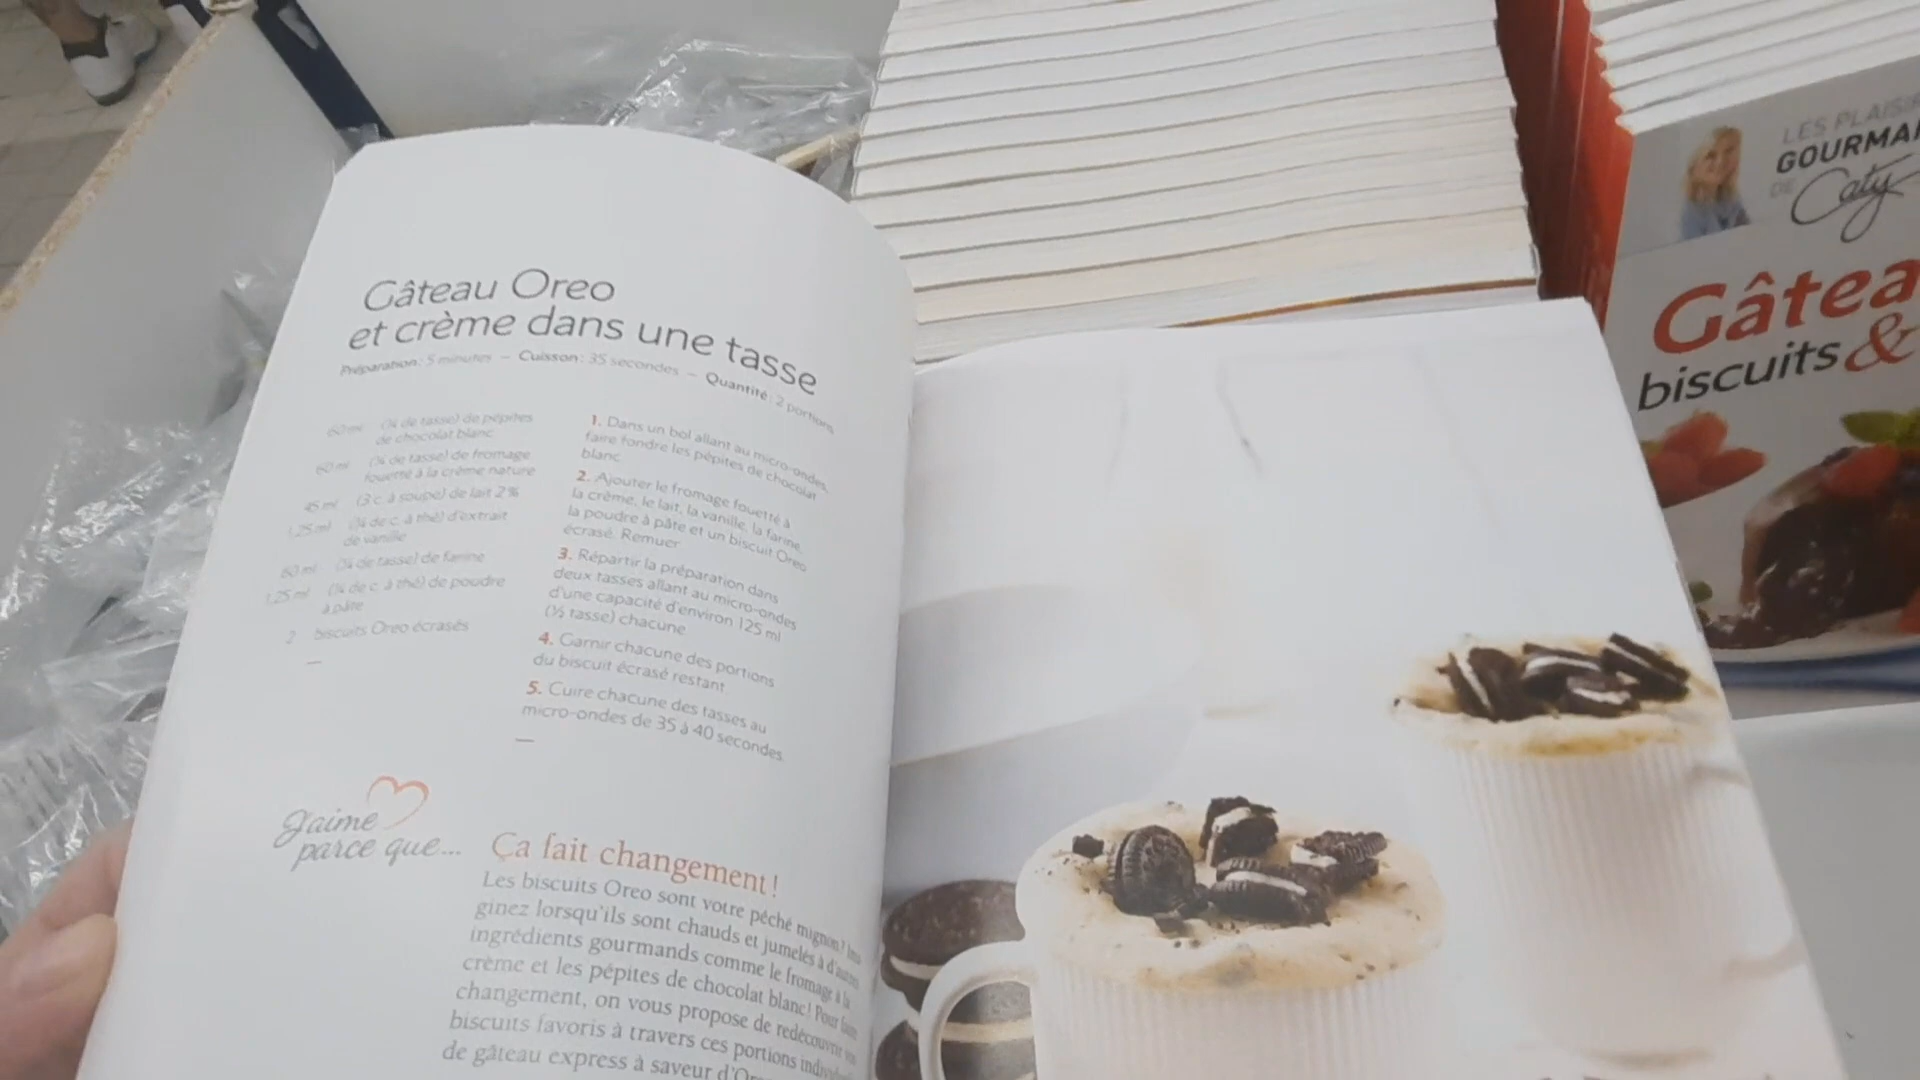 Gâteau Oreo
et crème dans une tasse
Préparation : 5 minutes – Cuisson : 35 secondes – Quantité : 2 portions
60 ml (¼ de tasse) de pépites
de chocolat blanc
60 ml (¼ de tasse) de fromage
fouetté à la crème nature
45 ml (3 c. à soupe) de lait 2 %
1,25 ml (¼ de c. à thé) d'extrait
de vanille
60 ml (¼ de tasse) de farine
1,25 ml (¼ de c. à thé) de poudre
à pâte
2 biscuits Oreo écrasés
1. Dans un bol allant au micro-ondes,
faire fondre les pépites de chocolat
blanc.
2. Ajouter le fromage fouetté à
la crème, le lait, la vanille, la farine,
la poudre à pâte et un biscuit Oreo
écrasé. Remuer.
3. Répartir la préparation dans
deux tasses allant au micro-ondes
d'une capacité d'environ 125 ml
(½ tasse) chacune.
4. Garnir chacune des portions
du biscuit écrasé restant.
5. Cuire chacune des tasses au
micro-ondes de 35 à 40 secondes.
J'aime
parce que...
Ça fait changement !
Les biscuits Oreo sont votre péché mignon?
ginez lorsqu'ils sont chauds et jumelés à d'autres
ingrédients gourmands comme le fromage à la
crème et les pépites de chocolat blanc! Pour faire
changement, on vous propose de redécouvrir vos
biscuits favoris à travers ces portions
de gâteau express à saveur
LES PLAISI
GOURMA
DE Caty
Gâtea
biscuits &